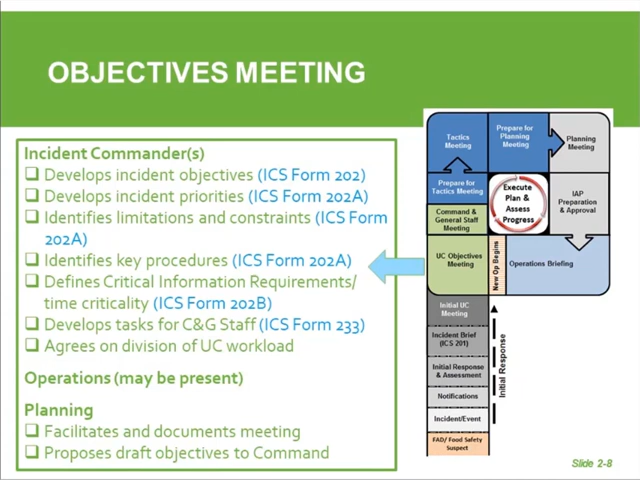 OBJECTIVES MEETING
Incident Commander(s)
❑ Develops incident objectives (ICS Form 202)
❑ Develops incident priorities (ICS Form 202A)
❑ Identifies limitations and constraints (ICS Form
202A)
❑ Identifies key procedures (ICS Form 202A)
❑ Defines Critical Information Requirements/
time criticality (ICS Form 202B)
❑ Develops tasks for C&G Staff (ICS Form 233)
❑ Agrees on division of UC workload
Operations (may be present)
Planning
❑ Facilitates and documents meeting
❑ Proposes draft objectives to Command
Tactics
Meeting
Prepare for
Planning
Meeting
Planning
Meeting
Prepare for
Tactics Meeting
Execute
Plan &
Assess
Progress
IAP
Preparation
& Approval
Command &
General Staff
Meeting
UC Objectives
Meeting
New Op Begins
Operations Briefing
Initial UC
Meeting
Incident Brief
(ICS 201)
Initial Response
& Assessment
Notifications
Incident/Event
FAD/ Food Safety
Suspect
Initial Response
Slide 2-8